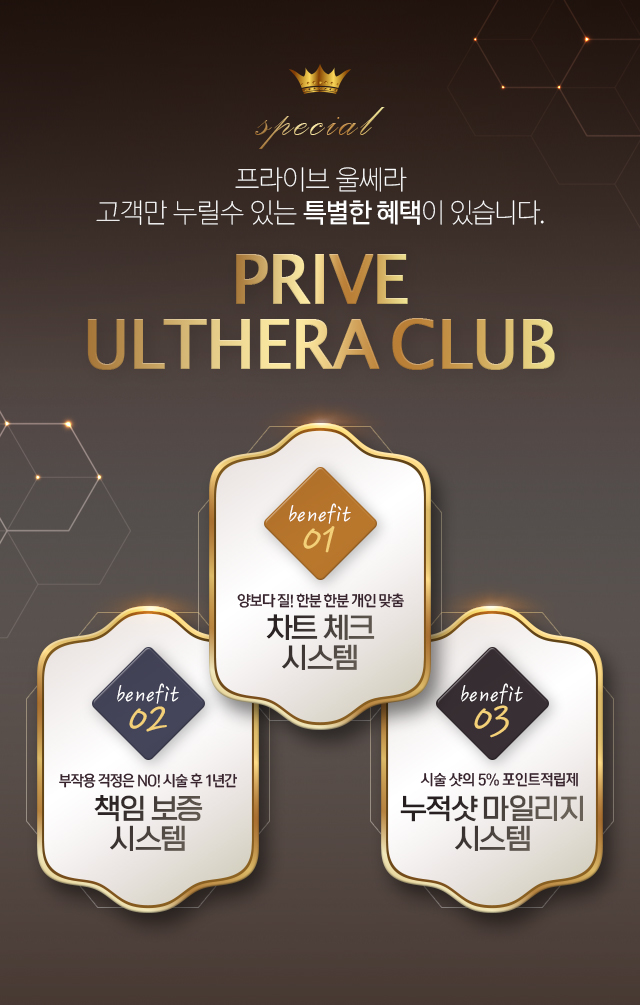 special
프라이브 울쎄라
고객만 누릴수 있는 특별한 혜택이 있습니다.
PRIVE
ULTHERA CLUB
benefit
01
양보다 질! 한분 한분 개인 맞춤
차트 체크
시스템
benefit
02
부작용 걱정은 NO! 시술 후 1년간
책임 보증
시스템
benefit
03
시술 샷의 5% 포인트적립제
누적샷 마일리지
시스템